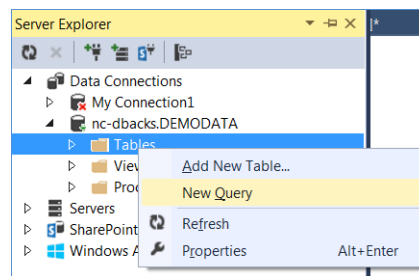 Server Explorer
Data Connections
My Connection1
nc-dbacks.DEMODATA
Tables
Add New Table...
New Query
Servers
Refresh
SharePoint
Properties Alt+Enter